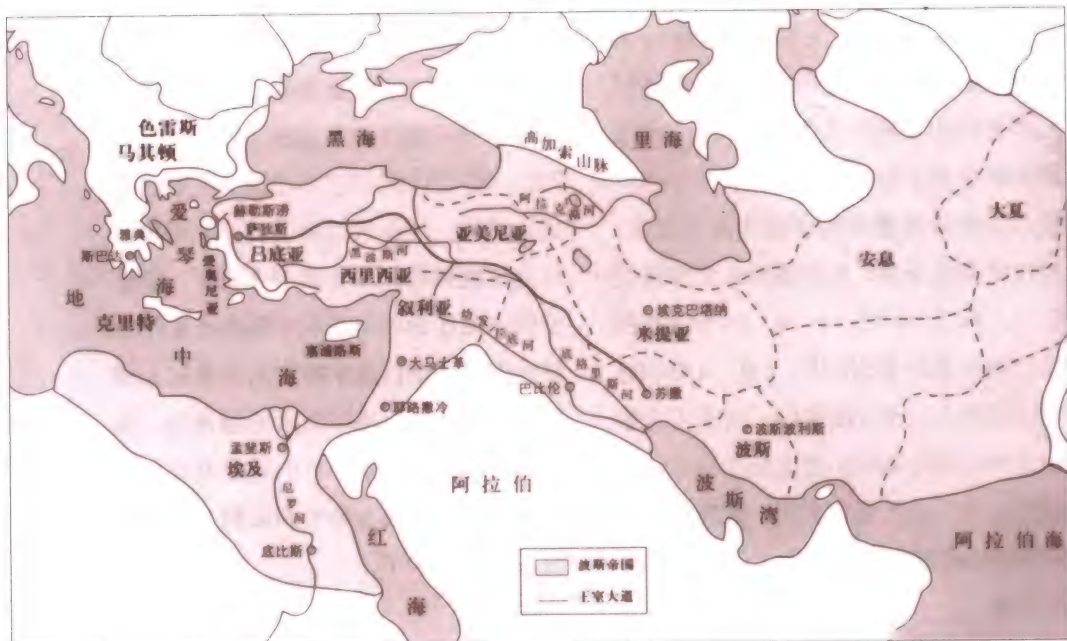 色雷斯
马其顿
黑海
里海
高加索山脉
大夏
爱琴海
赫勒斯滂
萨狄斯
雅典
斯巴达
吕底亚
爱奥尼亚
亚美尼亚
安息
西里西亚
地中海
克里特
叙利亚
幼发拉底河
底格里斯河
埃克巴塔纳
米提亚
塞浦路斯
大马士革
巴比伦
苏撒
耶路撒冷
波斯波利斯
波斯
孟斐斯
埃及
尼罗河
阿拉伯
波斯湾
底比斯
红海
阿拉伯海
波斯帝国
王室大道